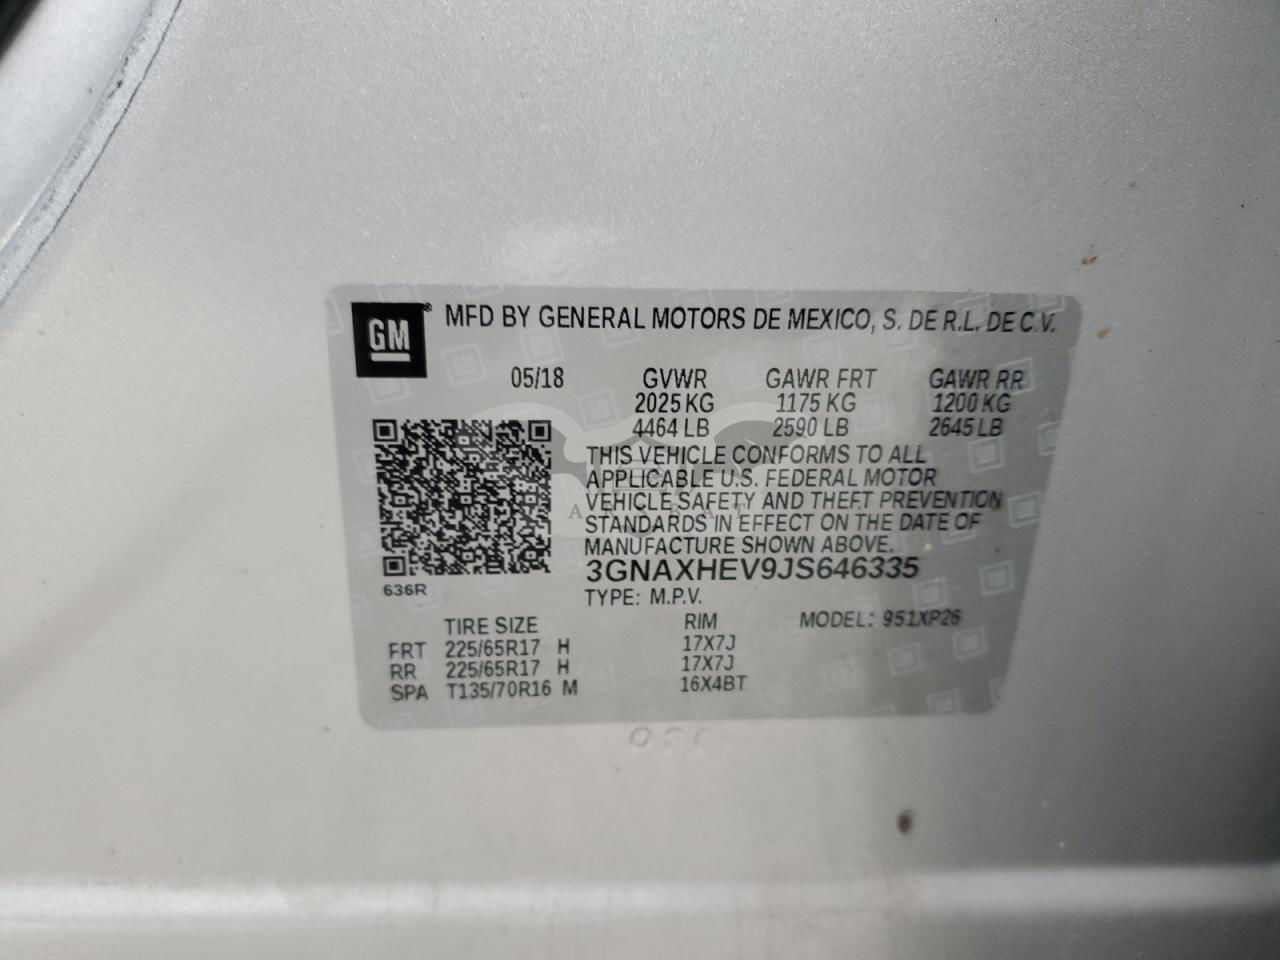 GM®
MFD BY GENERAL MOTORS DE MEXICO, S. DE R.L. DE C.V.
05/18 GVWR GAWR FRT GAWR RR
2025 KG 1175 KG 1200 KG
4464 LB 2590 LB 2645 LB
THIS VEHICLE CONFORMS TO ALL
APPLICABLE U.S. FEDERAL MOTOR
VEHICLE SAFETY AND THEFT PREVENTION
STANDARDS IN EFFECT ON THE DATE OF
MANUFACTURE SHOWN ABOVE.
3GNAXHEV9JS646335
636R
TYPE: M.P.V.
TIRE SIZE RIM MODEL: 951XP26
FRT 225/65R17 H 17X7J
RR 225/65R17 H 17X7J
SPA T135/70R16 M 16X4BT